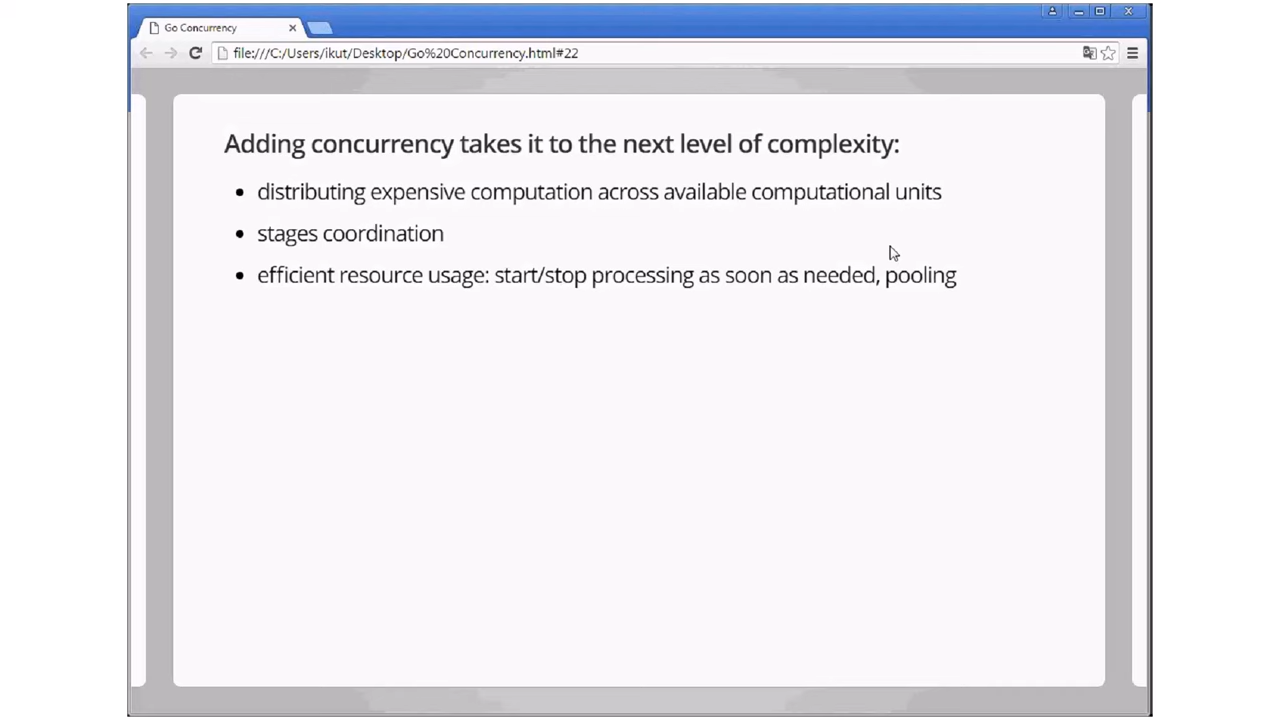 Go Concurrency
file:///C:/Users/ikut/Desktop/Go%20Concurrency.html#22
Adding concurrency takes it to the next level of complexity:
• distributing expensive computation across available computational units
• stages coordination
• efficient resource usage: start/stop processing as soon as needed, pooling